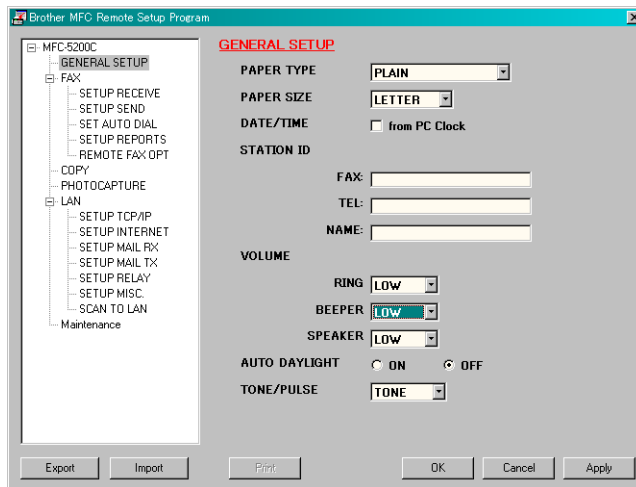 Brother MFC Remote Setup Program
MFC-5200C
GENERAL SETUP
FAX
SETUP RECEIVE
SETUP SEND
SET AUTO DIAL
SETUP REPORTS
REMOTE FAX OPT
COPY
PHOTOCAPTURE
LAN
SETUP TCP/IP
SETUP INTERNET
SETUP MAIL RX
SETUP MAIL TX
SETUP RELAY
SETUP MISC.
SCAN TO LAN
Maintenance
GENERAL SETUP
PAPER TYPE PLAIN
PAPER SIZE LETTER
DATE/TIME from PC Clock
STATION ID
FAX:
TEL:
NAME:
VOLUME
RING LOW
BEEPER LOW
SPEAKER LOW
AUTO DAYLIGHT ON OFF
TONE/PULSE TONE
Export Import Print OK Cancel Apply